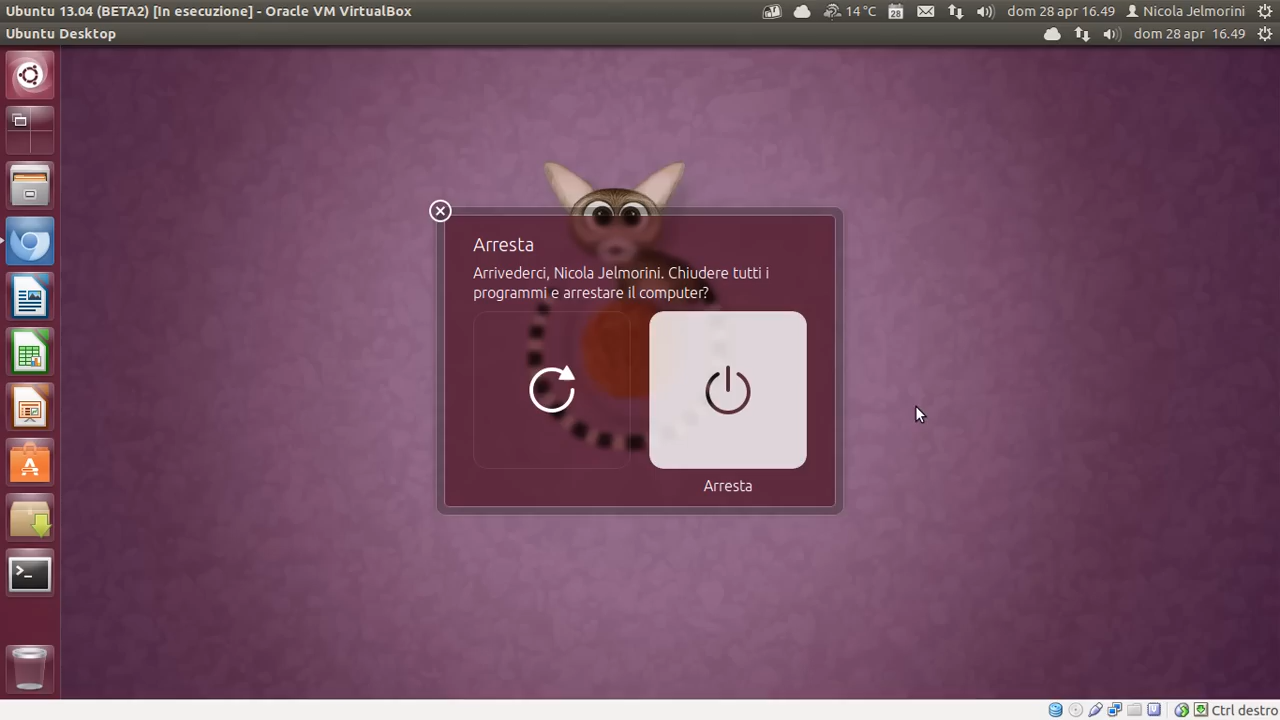 Ubuntu 13.04 (BETA2) [In esecuzione] - Oracle VM VirtualBox
28 14 °C dom 28 apr 16.49 Nicola Jelmorini
Ubuntu Desktop
dom 28 apr 16.49
Arresta
Arrivederci, Nicola Jelmorini. Chiudere tutti i
programmi e arrestare il computer?
Arresta
>_
Ctrl destro